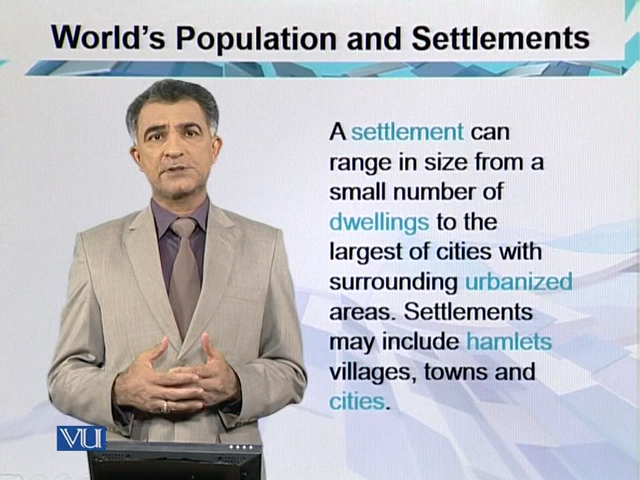 World's Population and Settlements
A settlement can
range in size from a
small number of
dwellings to the
largest of cities with
surrounding urbanized
areas. Settlements
may include hamlets
villages, towns and
cities.
VU